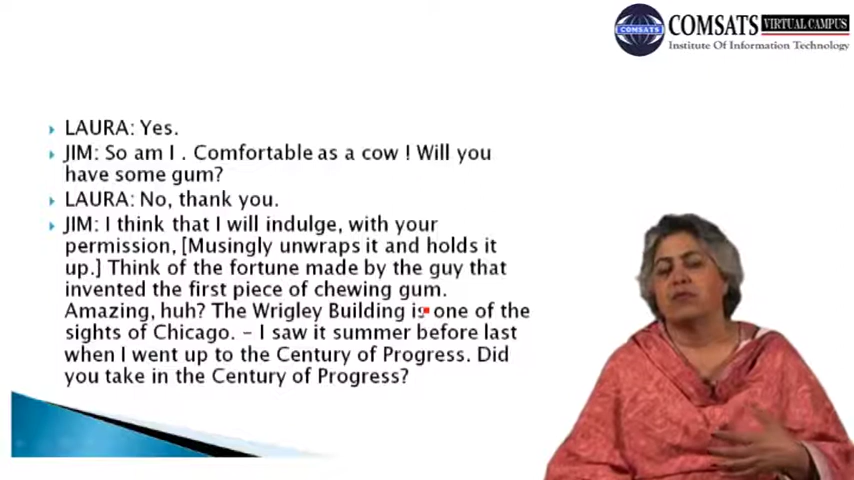 COMSATS VIRTUAL CAMPUS
Institute Of Information Technology
COMSATS
LAURA: Yes.
JIM: So am I . Comfortable as a cow ! Will you
have some gum?
LAURA: No, thank you.
JIM: I think that I will indulge, with your
permission, [Musingly unwraps it and holds it
up.] Think of the fortune made by the guy that
invented the first piece of chewing gum.
Amazing, huh? The Wrigley Building is one of the
sights of Chicago. – I saw it summer before last
when I went up to the Century of Progress. Did
you take in the Century of Progress?